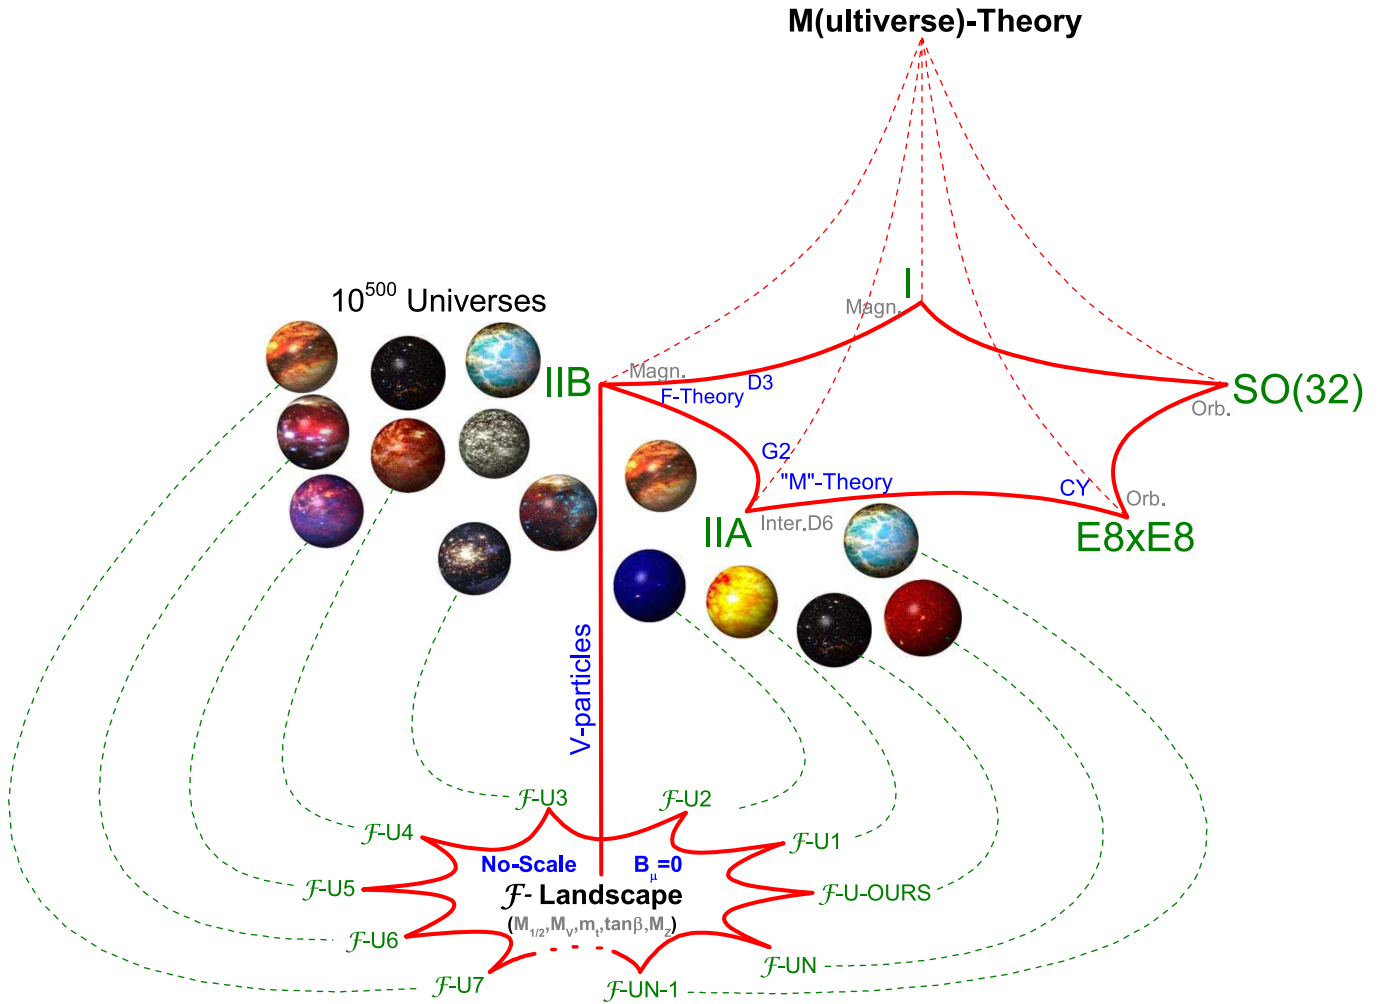 M(ultiverse)-Theory
I
Magn.
10^500 Universes
IIB
Magn.
D3
F-Theory
SO(32)
Orb.
G2
"M"-Theory
CY
Orb.
IIA
Inter.D6
E8xE8
V-particles
ℱ-U3
ℱ-U2
ℱ-U4
ℱ-U1
No-Scale
B_μ=0
ℱ-U5
ℱ- Landscape
ℱ-U-OURS
(M_1/2,M_V,m_t,tanβ,M_Z)
ℱ-U6
ℱ-UN
ℱ-U7
ℱ-UN-1